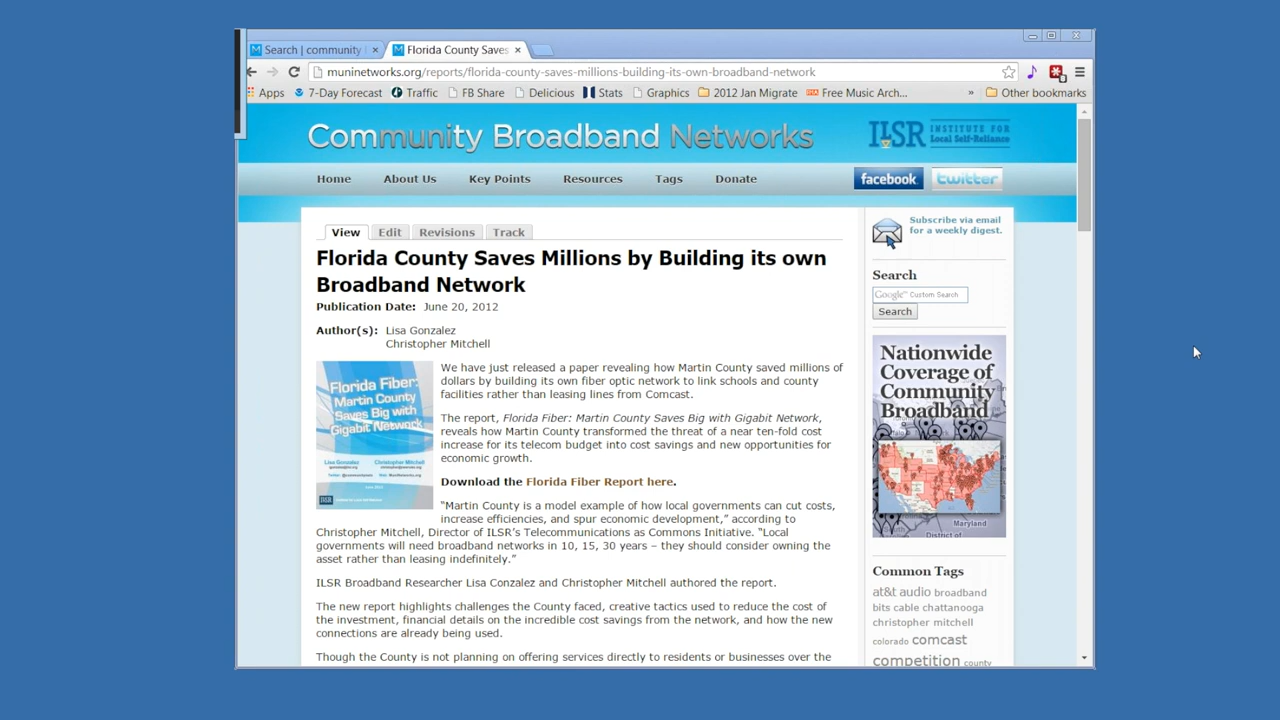 Search | community
Florida County Saves
muninetworks.org/reports/florida-county-saves-millions-building-its-own-broadband-network
Apps 7-Day Forecast Traffic FB Share Delicious Stats Graphics 2012 Jan Migrate Free Music Arch... » Other bookmarks
Community Broadband Networks
ILSR INSTITUTE FOR
Local Self-Reliance
Home About Us Key Points Resources Tags Donate
facebook twitter
View Edit Revisions Track
Florida County Saves Millions by Building its own
Broadband Network
Publication Date: June 20, 2012
Author(s): Lisa Gonzalez
Christopher Mitchell
Florida Fiber:
Martin County
Saves Big with
Gigabit Network
Lisa Gonzalez Christopher Mitchell
We have just released a paper revealing how Martin County saved millions of
dollars by building its own fiber optic network to link schools and county
facilities rather than leasing lines from Comcast.
The report, Florida Fiber: Martin County Saves Big with Gigabit Network,
reveals how Martin County transformed the threat of a near ten-fold cost
increase for its telecom budget into cost savings and new opportunities for
economic growth.
Download the Florida Fiber Report here.
“Martin County is a model example of how local governments can cut costs,
increase efficiencies, and spur economic development,” according to
Christopher Mitchell, Director of ILSR’s Telecommunications as Commons Initiative. “Local
governments will need broadband networks in 10, 15, 30 years – they should consider owning the
asset rather than leasing indefinitely.”
ILSR Broadband Researcher Lisa Conzalez and Christopher Mitchell authored the report.
The new report highlights challenges the County faced, creative tactics used to reduce the cost of
the investment, financial details on the incredible cost savings from the network, and how the new
connections are already being used.
Though the County is not planning on offering services directly to residents or businesses over the
Subscribe via email
for a weekly digest.
Search
Google™ Custom Search
Search
Nationwide
Coverage of
Community
Broadband
Maryland
District of
Common Tags
at&t audio broadband
bits cable chattanooga
christopher mitchell
colorado comcast
competition county